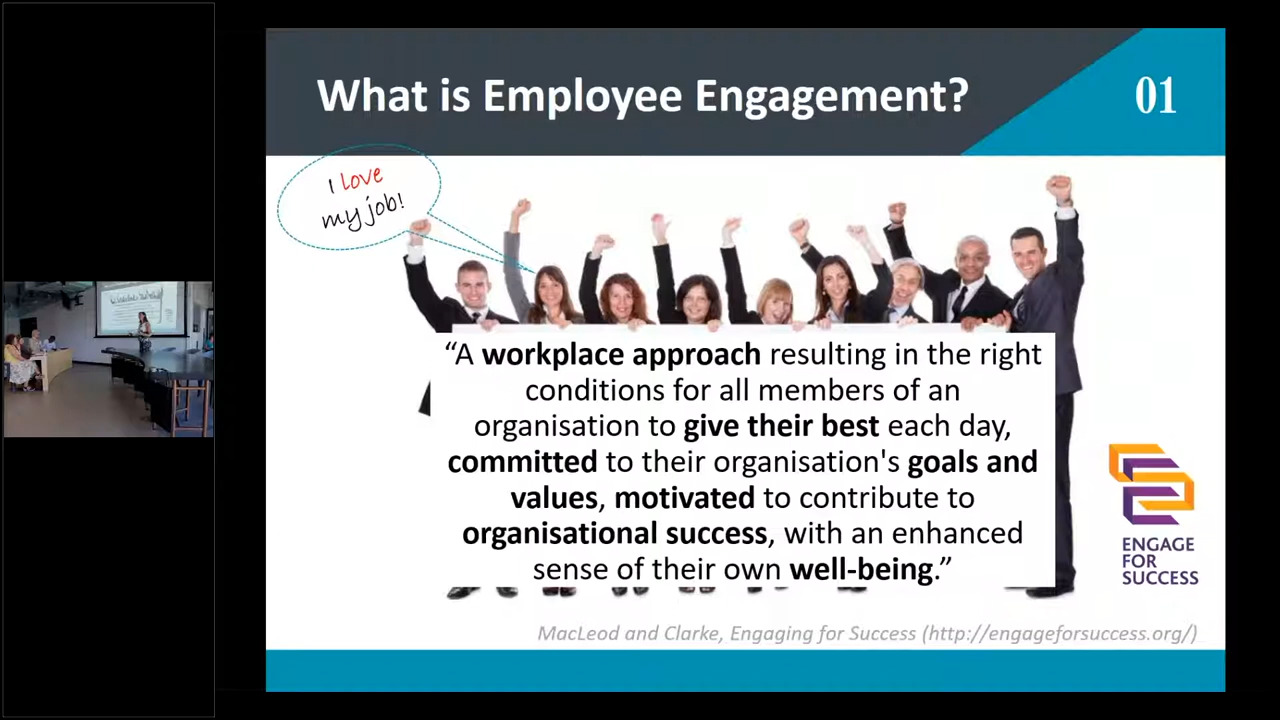 What is Employee Engagement?
01
I love
my job!
“A workplace approach resulting in the right
conditions for all members of an
organisation to give their best each day,
committed to their organisation's goals and
values, motivated to contribute to
organisational success, with an enhanced
sense of their own well-being.”
ENGAGE
FOR
SUCCESS
MacLeod and Clarke, Engaging for Success (http://engageforsuccess.org/)